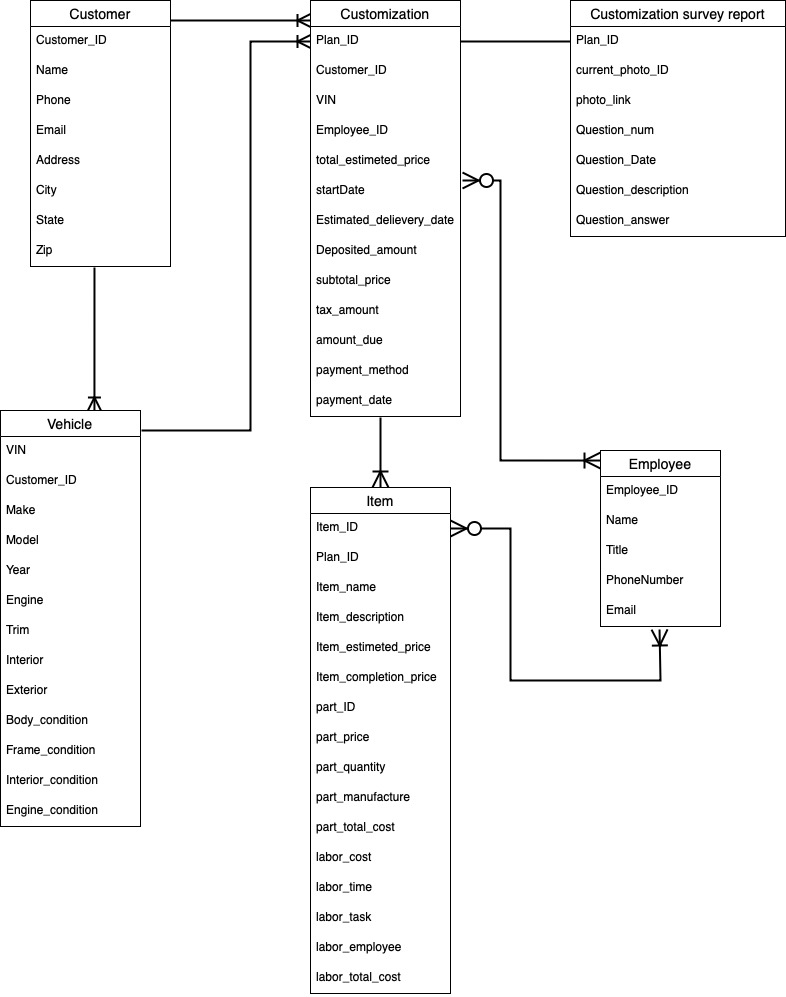 Customer
Customer_ID
Name
Phone
Email
Address
City
State
Zip
Customization
Plan_ID
Customer_ID
VIN
Employee_ID
total_estimeted_price
startDate
Estimated_delievery_date
Deposited_amount
subtotal_price
tax_amount
amount_due
payment_method
payment_date
Customization survey report
Plan_ID
current_photo_ID
photo_link
Question_num
Question_Date
Question_description
Question_answer
Vehicle
VIN
Customer_ID
Make
Model
Year
Engine
Trim
Interior
Exterior
Body_condition
Frame_condition
Interior_condition
Engine_condition
Item
Item_ID
Plan_ID
Item_name
Item_description
Item_estimeted_price
Item_completion_price
part_ID
part_price
part_quantity
part_manufacture
part_total_cost
labor_cost
labor_time
labor_task
labor_employee
labor_total_cost
Employee
Employee_ID
Name
Title
PhoneNumber
Email